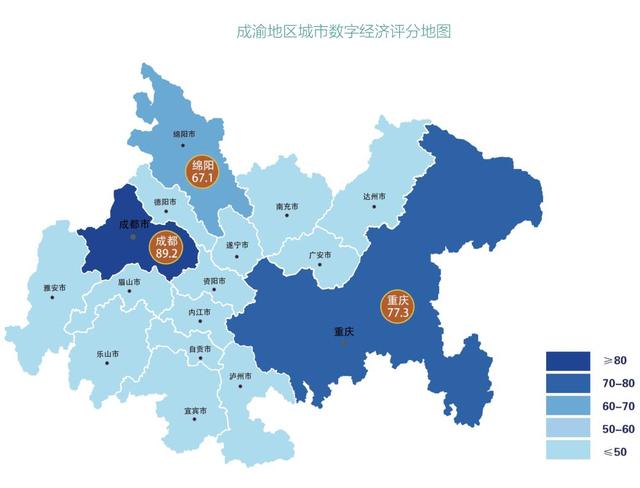 成渝地区城市数字经济评分地图
绵阳市
绵阳
67.1
德阳市
南充市
达州市
成都市
成都
89.2
遂宁市
广安市
雅安市
眉山市
资阳市
重庆
77.3
内江市
重庆
乐山市
自贡市
泸州市
宜宾市
≥80
70-80
60-70
50-60
≤50